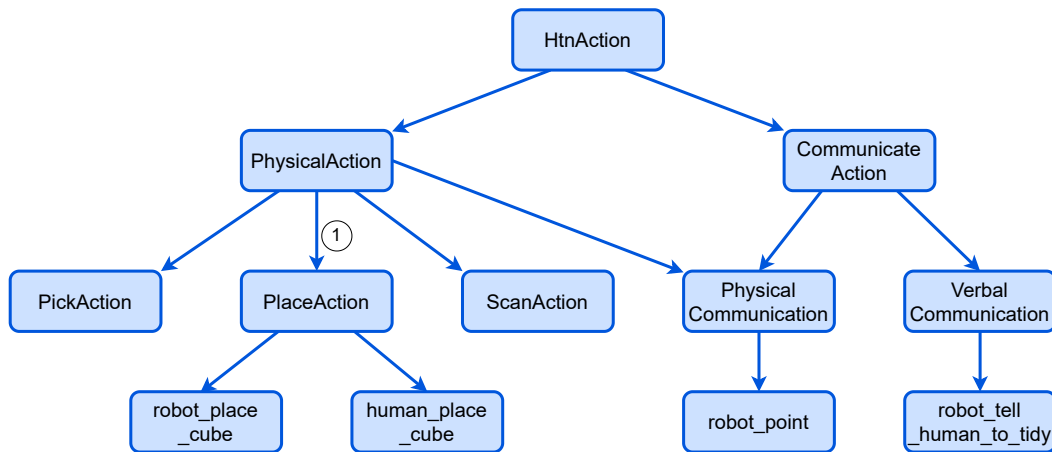 HtnAction
PhysicalAction
Communicate
Action
1
PickAction
PlaceAction
ScanAction
Physical
Communication
Verbal
Communication
robot_place
_cube
human_place
_cube
robot_point
robot_tell
_human_to_tidy